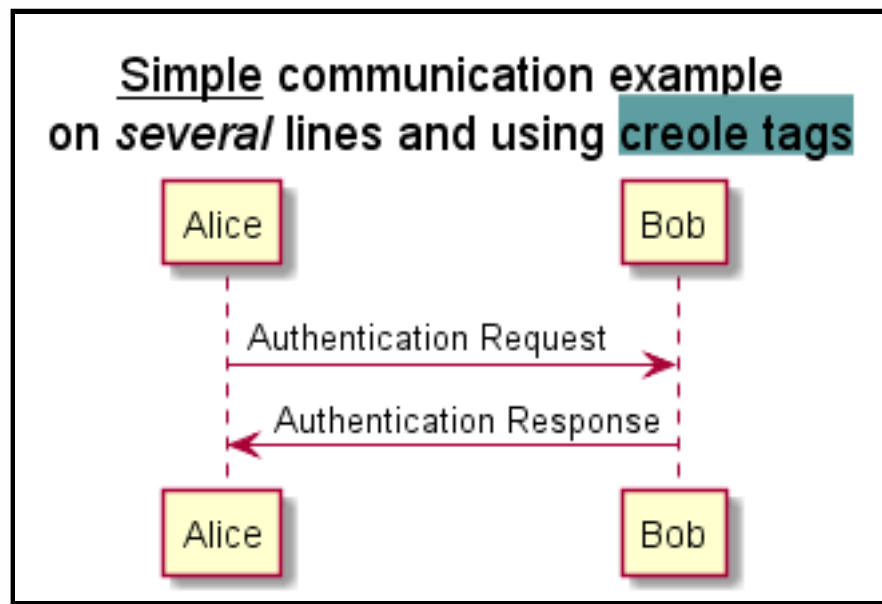 Simple communication example
on several lines and using creole tags
Alice
Bob
Authentication Request
Authentication Response
Alice
Bob